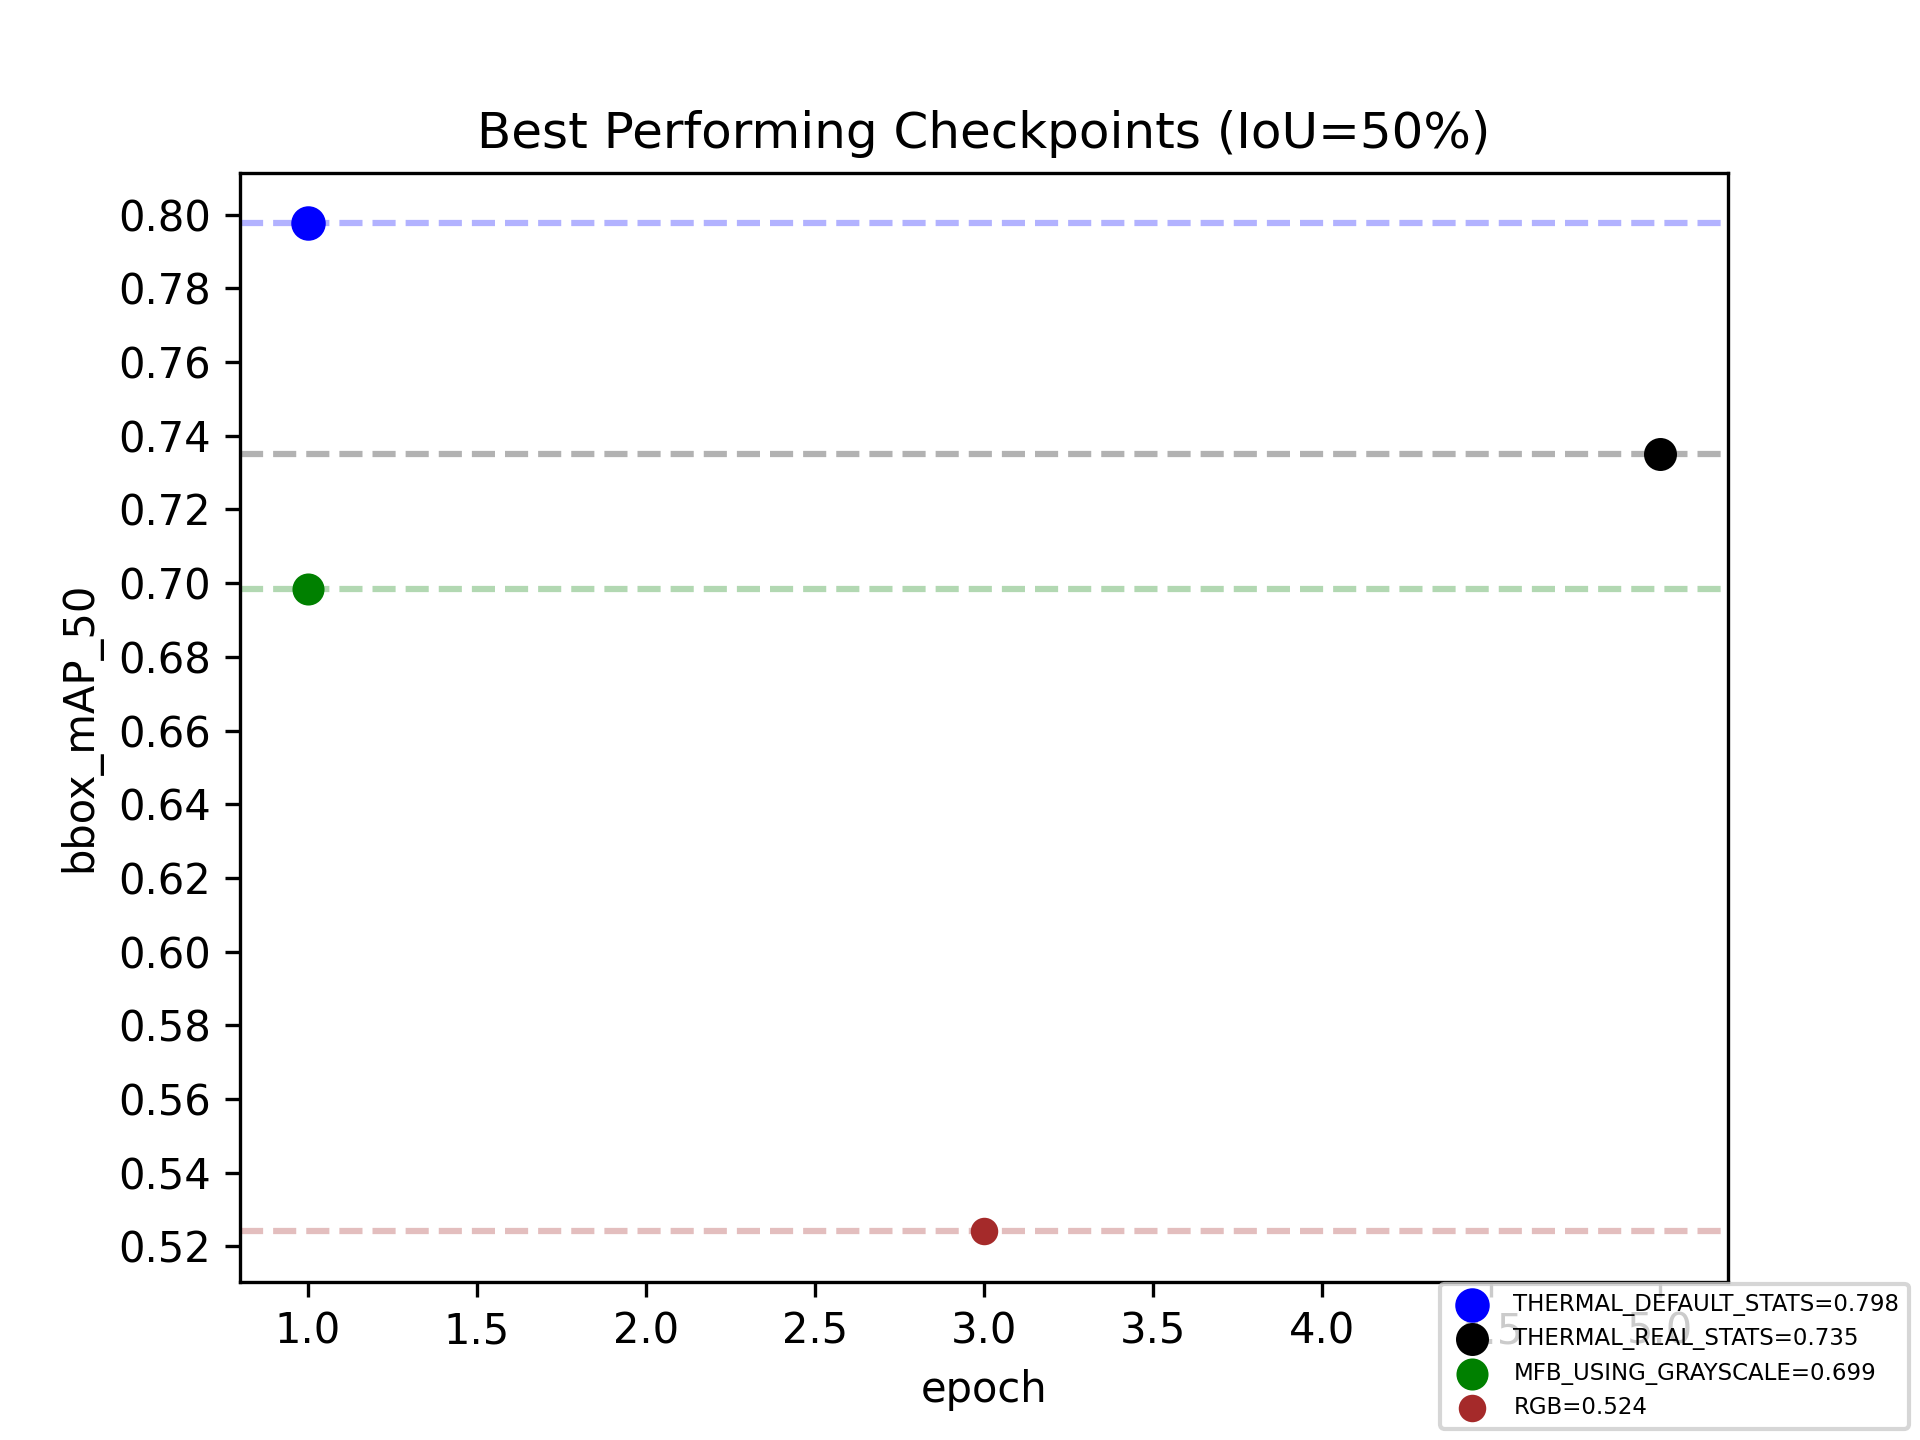 Best Performing Checkpoints (IoU=50%)
bbox_mAP_50
0.80
0.78
0.76
0.74
0.72
0.70
0.68
0.66
0.64
0.62
0.60
0.58
0.56
0.54
0.52
1.0 1.5 2.0 2.5 3.0 3.5 4.0 .5 5.0
epoch
THERMAL_DEFAULT_STATS=0.798
THERMAL_REAL_STATS=0.735
MFB_USING_GRAYSCALE=0.699
RGB=0.524